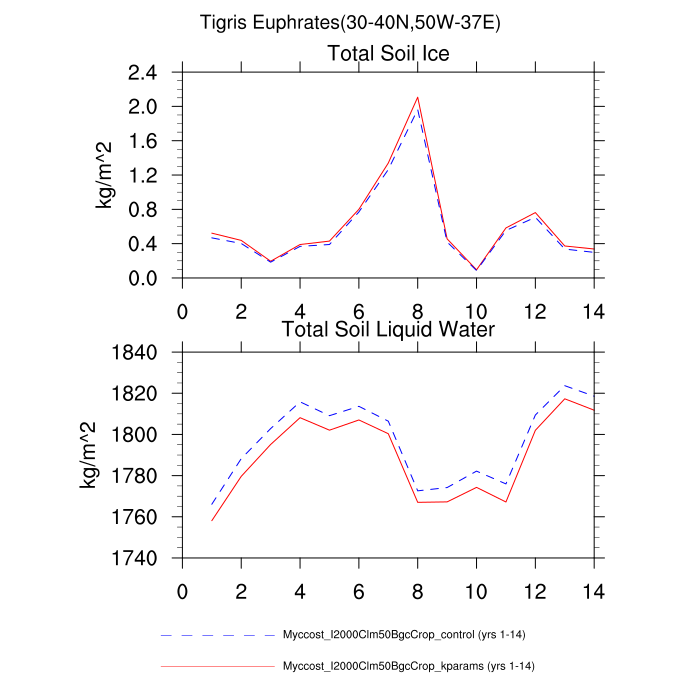 Tigris Euphrates(30-40N,50W-37E)
Total Soil Ice
2.4
2.0
1.6
1.2
0.8
0.4
0.0
kg/m^2
0 2 4 6 8 10 12 14
Total Soil Liquid Water
1840
1820
1800
1780
1760
1740
kg/m^2
0 2 4 6 8 10 12 14
Myccost_I2000Clm50BgcCrop_control (yrs 1-14)
Myccost_I2000Clm50BgcCrop_kparams (yrs 1-14)